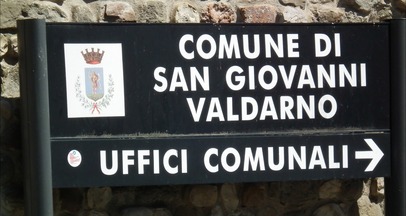 COMUNE DI
SAN GIOVANNI
VALDARNO
UFFICI COMUNALI